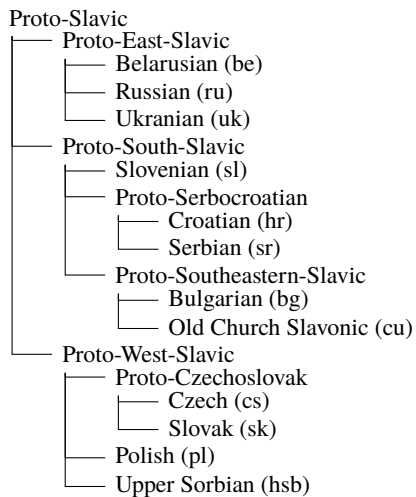 Proto-Slavic
Proto-East-Slavic
Belarusian (be)
Russian (ru)
Ukranian (uk)
Proto-South-Slavic
Slovenian (sl)
Proto-Serbocroatian
Croatian (hr)
Serbian (sr)
Proto-Southeastern-Slavic
Bulgarian (bg)
Old Church Slavonic (cu)
Proto-West-Slavic
Proto-Czechoslovak
Czech (cs)
Slovak (sk)
Polish (pl)
Upper Sorbian (hsb)